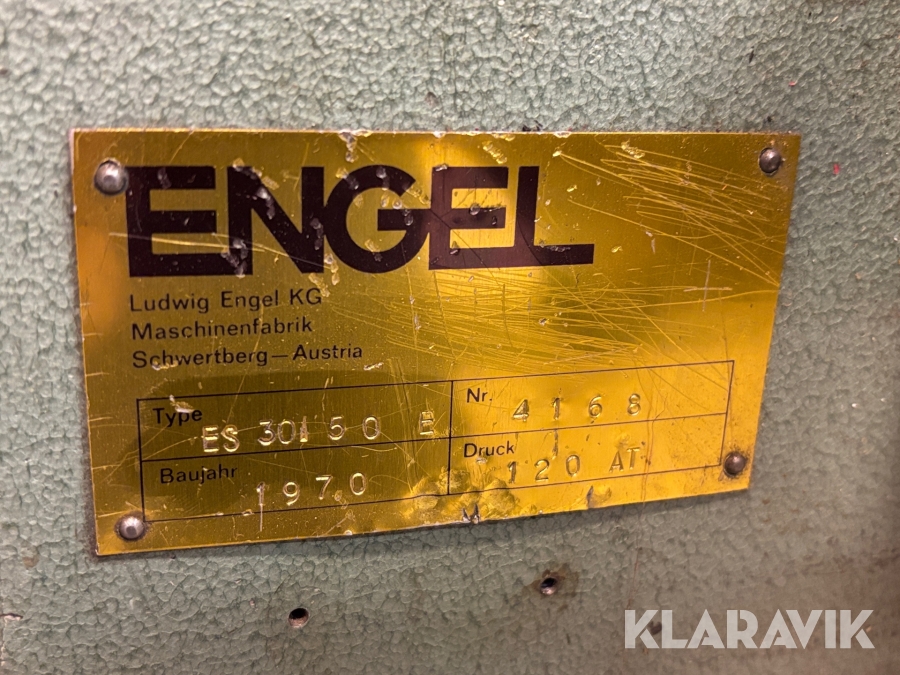 ENGEL
Ludwig Engel KG
Maschinenfabrik
Schwertberg—Austria
Type ES 30/50 E
Nr. 4168
Baujahr 1970
Druck 120 AT
KLARAVIK